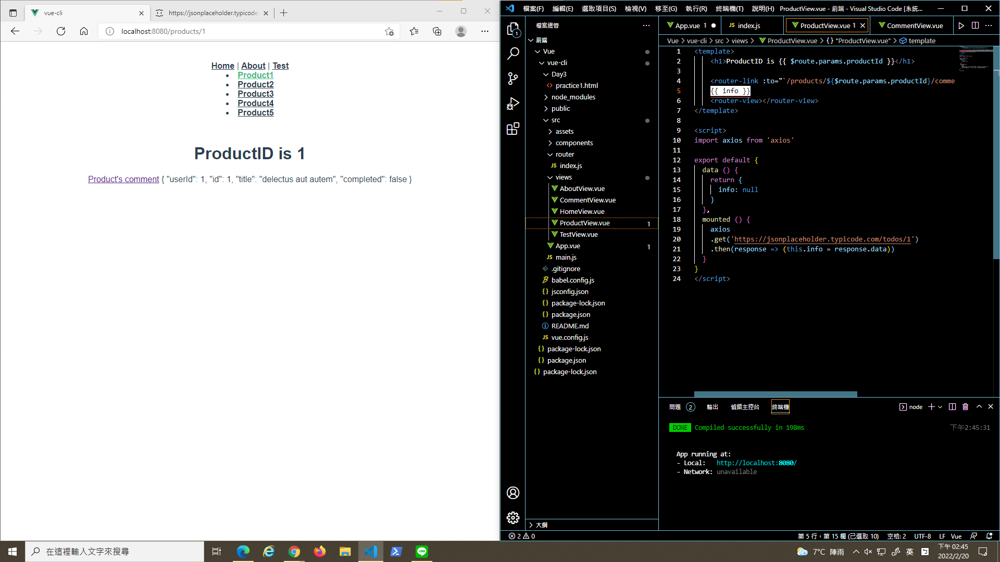 vue-cli
https://jsonplaceholder.typicode
localhost:8080/products/1
Home | About | Test
Product1
Product2
Product3
Product4
Product5
ProductID is 1
Product's comment { "userId": 1, "id": 1, "title": "delectus aut autem", "completed": false }
檔案(F) 編輯(E) 選取項目(S) 檢視(V) 移至(G) 執行(R) 終端機(T) 說明(H) ProductView.vue - 前端 - Visual Studio Code [系統...
檔案總管
1
前端
Vue
vue-cli
Day3
practice1.html
node_modules
public
src
assets
components
router
JS index.js
views
AboutView.vue
CommentView.vue
HomeView.vue
ProductView.vue 1
TestView.vue
App.vue 1
JS main.js
.gitignore
babel.config.js
{} jsconfig.json
{} package-lock.json
{} package.json
README.md
JS vue.config.js
{} package-lock.json
{} package.json
{} package-lock.json
大綱
App.vue 1
JS index.js
ProductView.vue 1
CommentView.vue
Vue > vue-cli > src > views > ProductView.vue > {} "ProductView.vue" > template
1 <template>
2 <h1>ProductID is {{ $route.params.productId }}</h1>
3
4 <router-link :to="`/products/${$route.params.productId}/comme
5 {{ info }}
6 <router-view></router-view>
7 </template>
8
9 <script>
10 import axios from 'axios'
11
12 export default {
13 data () {
14 return {
15 info: null
16 }
17 },
18 mounted () {
19 axios
20 .get('https://jsonplaceholder.typicode.com/todos/1')
21 .then(response => (this.info = response.data))
22 }
23 }
24 </script>
問題 2 輸出 偵錯主控台 終端機
node
DONE Compiled successfully in 198ms 下午2:45:31
App running at:
- Local: http://localhost:8080/
- Network: unavailable
2 0
第 5 行，第 15 欄 (已選取 10) 空格: 2 UTF-8 LF Vue
在這裡輸入文字來搜尋
LINE
7°C 陣雨
英
下午 02:45
2022/2/20